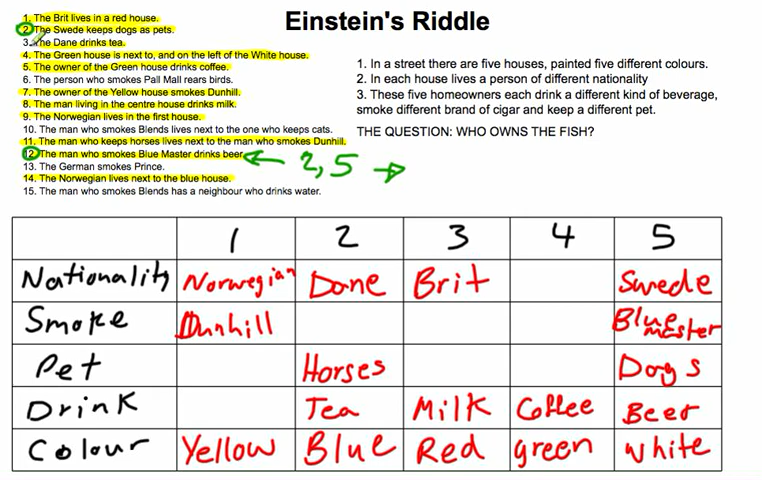 Einstein's Riddle
1. The Brit lives in a red house.
2. The Swede keeps dogs as pets.
3. The Dane drinks tea.
4. The Green house is next to, and on the left of the White house.
5. The owner of the Green house drinks coffee.
6. The person who smokes Pall Mall rears birds.
7. The owner of the Yellow house smokes Dunhill.
8. The man living in the centre house drinks milk.
9. The Norwegian lives in the first house.
10. The man who smokes Blends lives next to the one who keeps cats.
11. The man who keeps horses lives next to the man who smokes Dunhill.
12. The man who smokes Blue Master drinks beer.
2, 5
13. The German smokes Prince.
14. The Norwegian lives next to the blue house.
15. The man who smokes Blends has a neighbour who drinks water.
1. In a street there are five houses, painted five different colours.
2. In each house lives a person of different nationality
3. These five homeowners each drink a different kind of beverage,
smoke different brand of cigar and keep a different pet.
THE QUESTION: WHO OWNS THE FISH?
1 2 3 4 5
Nationality Norwegian Dane Brit Swede
Smoke Dunhill Blue Master
Pet Horses Dogs
Drink Tea Milk Coffee Beer
Colour Yellow Blue Red green white